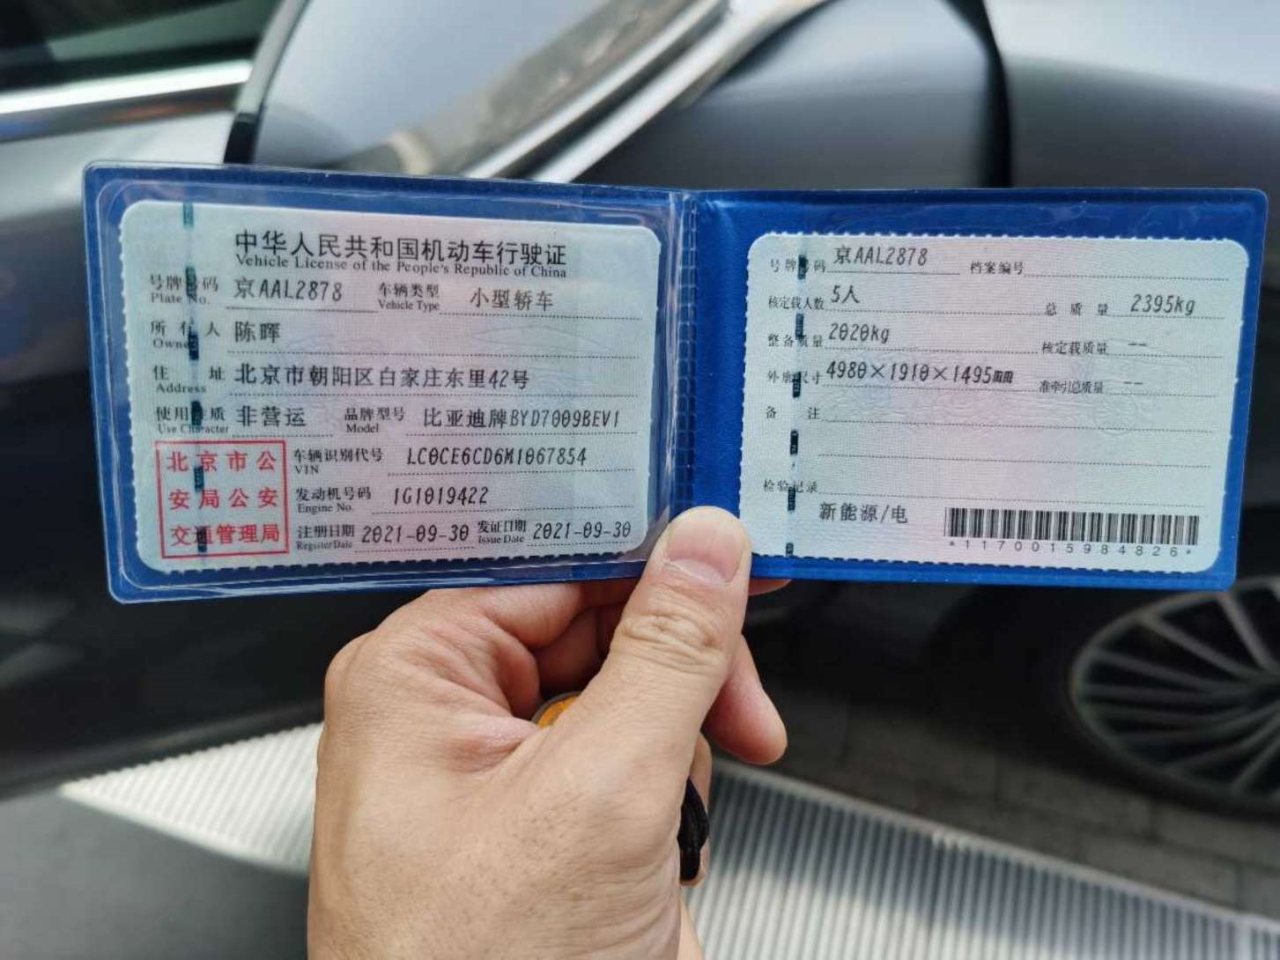 中华人民共和国机动车行驶证
Vehicle License of the People's Republic of China
号牌号码 京AAL2878 车辆类型 小型轿车
Plate No. Vehicle Type
所有人 陈晖
Owner
住址 北京市朝阳区白家庄东里42号
Address
使用性质 非营运 品牌型号 比亚迪牌BYD7009BEV1
Use Character Model
北京市公
安局公安
交通管理局
车辆识别代号 LC0CE6CD6M1067854
VIN
发动机号码 1G1019422
Engine No.
注册日期 2021-09-30 发证日期 2021-09-30
Register Date Issue Date
号牌号码 京AAL2878 档案编号
核定载人数 5人 总质量 2395kg
整备质量 2020kg 核定载质量 --
外廓尺寸 4980×1910×1495mm 准牵引总质量 --
备注
检验记录
新能源/电
*1170015984826*